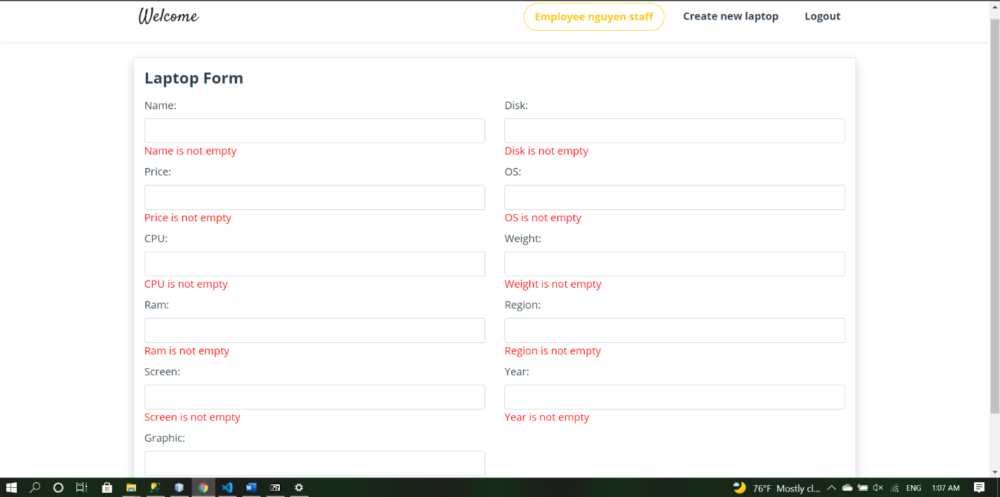 Welcome
Employee nguyen staff
Create new laptop
Logout
Laptop Form
Name:
Name is not empty
Price:
Price is not empty
CPU:
CPU is not empty
Ram:
Ram is not empty
Screen:
Screen is not empty
Graphic:
Disk:
Disk is not empty
OS:
OS is not empty
Weight:
Weight is not empty
Region:
Region is not empty
Year:
Year is not empty
76°F Mostly cl... ENG 1:07 AM